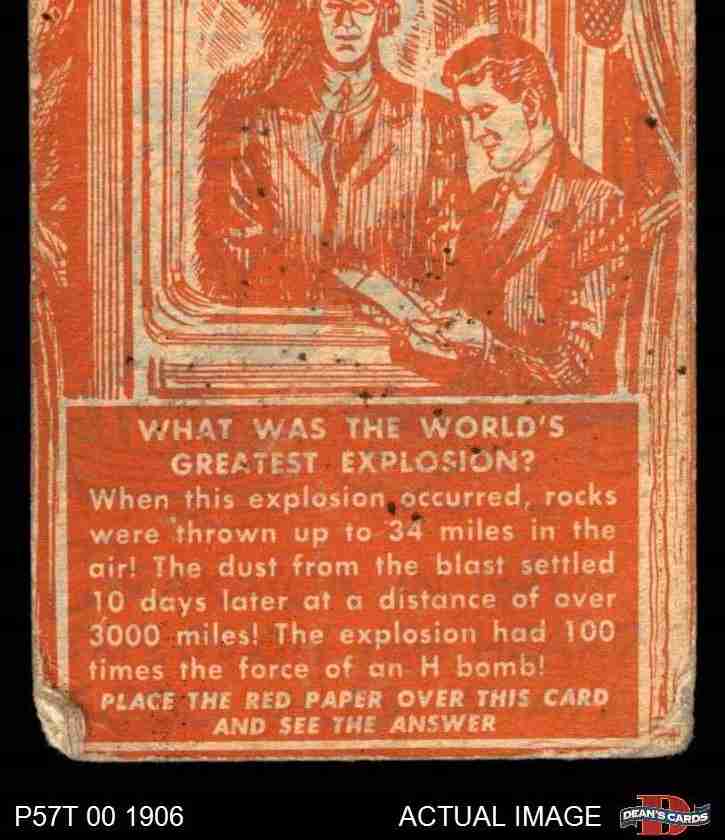 WHAT WAS THE WORLD'S
GREATEST EXPLOSION?
When this explosion occurred, rocks
were thrown up to 34 miles in the
air! The dust from the blast settled
10 days later at a distance of over
3000 miles! The explosion had 100
times the force of an H bomb!
PLACE THE RED PAPER OVER THIS CARD
AND SEE THE ANSWER
P57T 00 1906
ACTUAL IMAGE
DEAN'S CARDS